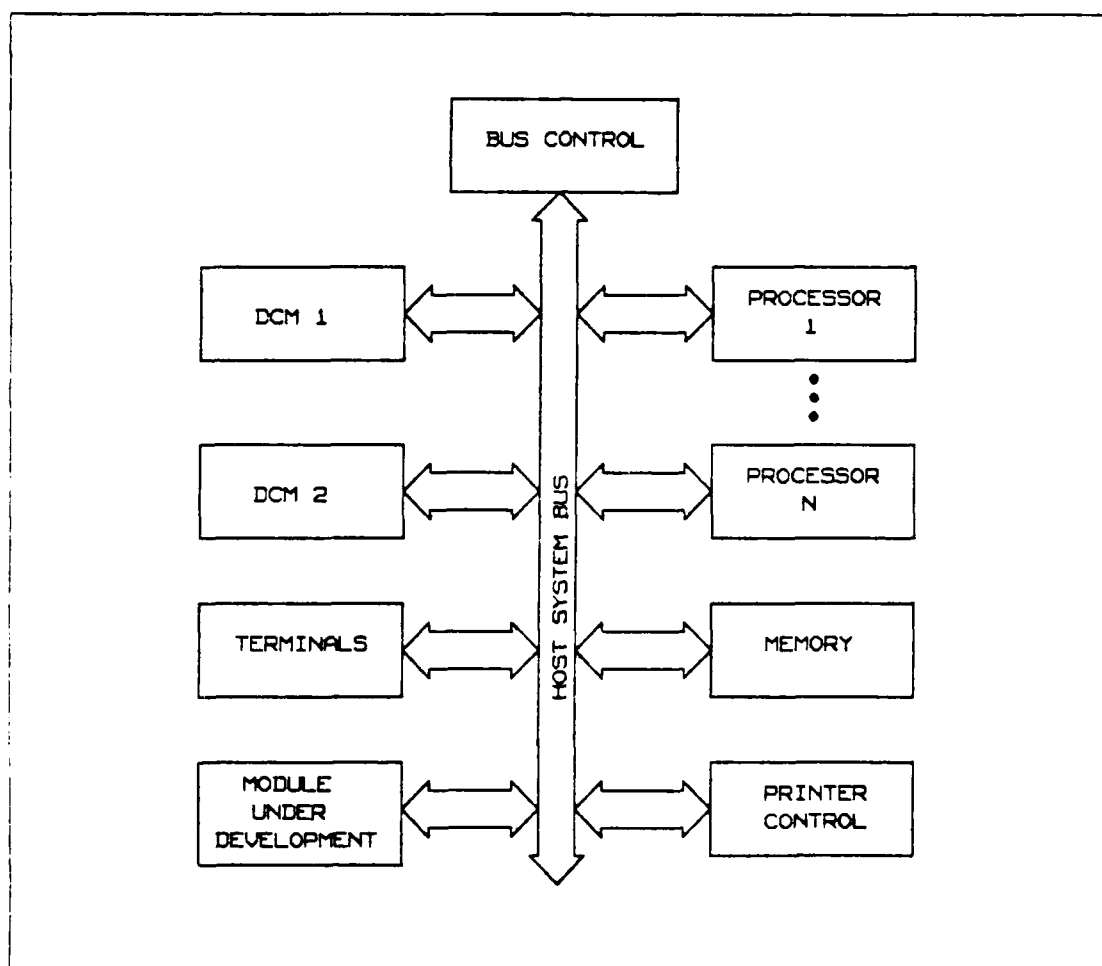 BUS CONTROL
DCM 1
PROCESSOR
1
DCM 2
PROCESSOR
N
HOST SYSTEM BUS
TERMINALS
MEMORY
MODULE
UNDER
DEVELOPMENT
PRINTER
CONTROL